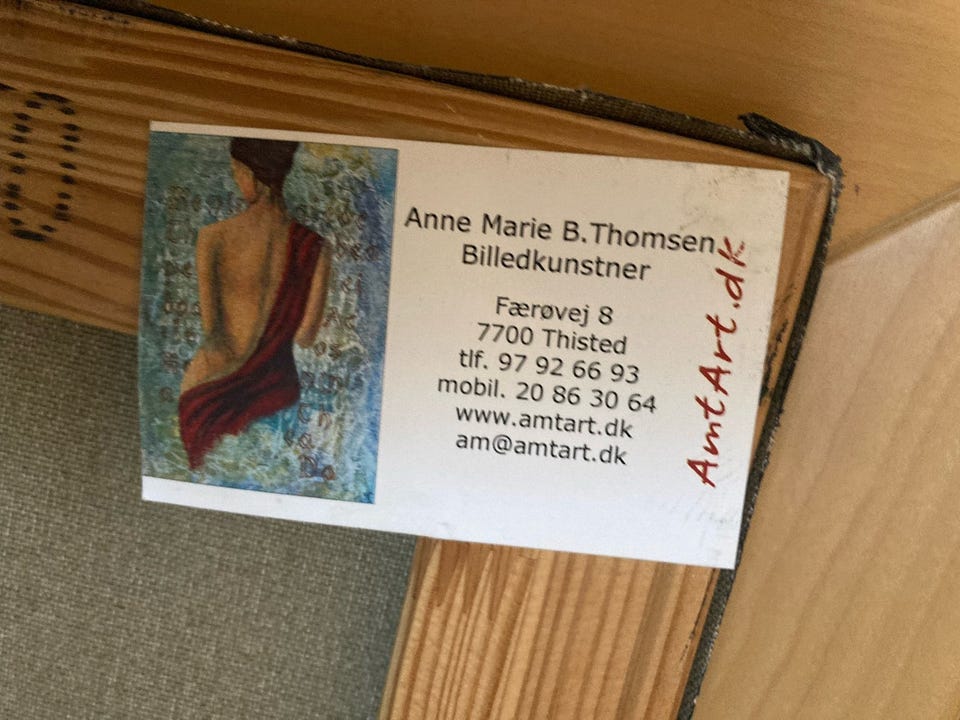 Anne Marie B.Thomsen
Billedkunstner
Færøvej 8
7700 Thisted
tlf. 97 92 66 93
mobil. 20 86 30 64
www.amtart.dk
am@amtart.dk
AmtArt.dk